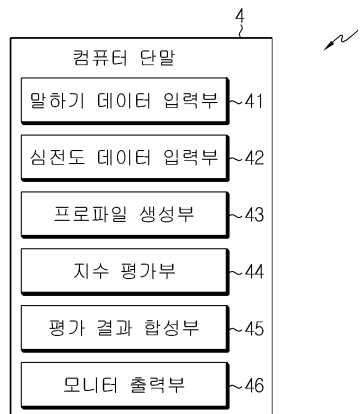 4
컴퓨터 단말
말하기 데이터 입력부 41
심전도 데이터 입력부 42
프로파일 생성부 43
지수 평가부 44
평가 결과 합성부 45
모니터 출력부 46